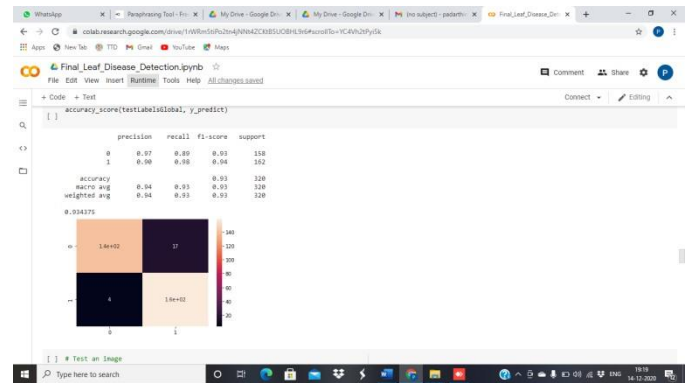 WhatsApp
Paraphrasing Tool - Fre
My Drive - Google Driv
My Drive - Google Driv
(no subject) - padarth
Final_Leaf_Disease_Det
colab.research.google.com/drive/
Apps New Tab TTD Gmail YouTube Maps
Final_Leaf_Disease_Detection.ipynb
Comment Share P
File Edit View Insert Runtime Tools Help All changes saved
+ Code + Text Connect Editing
[ ] accuracy_score(testLabelsGlobal, y_predict)
precision recall f1-score support
0 0.97 0.89 0.93 158
1 0.90 0.98 0.94 162
accuracy 0.93 320
macro avg 0.94 0.93 0.93 320
weighted avg 0.94 0.93 0.93 320
0.934375
0 1.4e+02 17
1 4 1.6e+02
0 1
140
120
100
80
60
40
20
[ ] # Test an image
Type here to search
ENG
19:19
14-12-2020